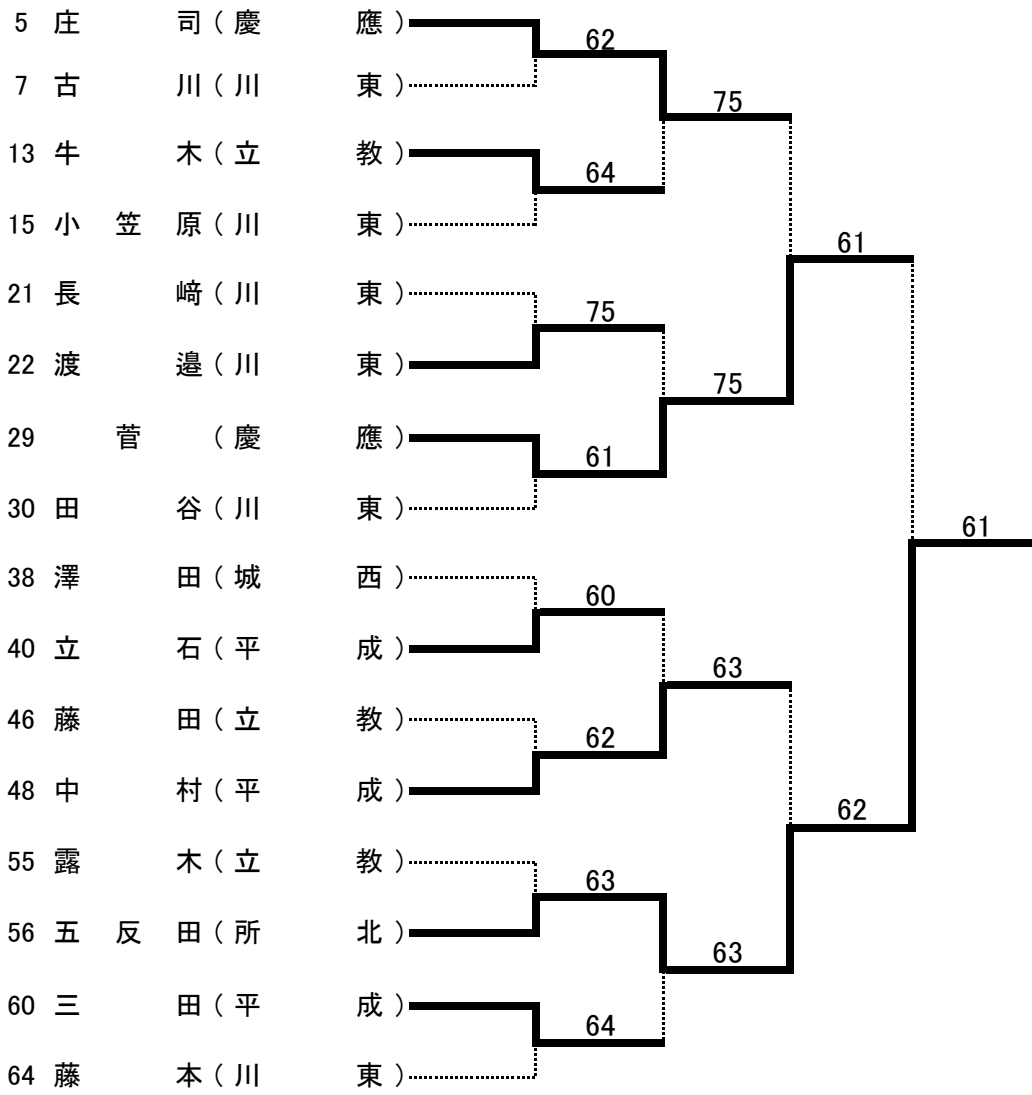 5 庄 司(慶 應)
62
7 古 川(川 東)
75
13 牛 木(立 教)
64
15 小 笠 原(川 東)
61
21 長 﨑(川 東)
75
22 渡 邉(川 東)
75
29 菅 (慶 應)
61
30 田 谷(川 東)
61
38 澤 田(城 西)
60
40 立 石(平 成)
63
46 藤 田(立 教)
62
48 中 村(平 成)
62
55 露 木(立 教)
63
56 五 反 田(所 北)
63
60 三 田(平 成)
64
64 藤 本(川 東)